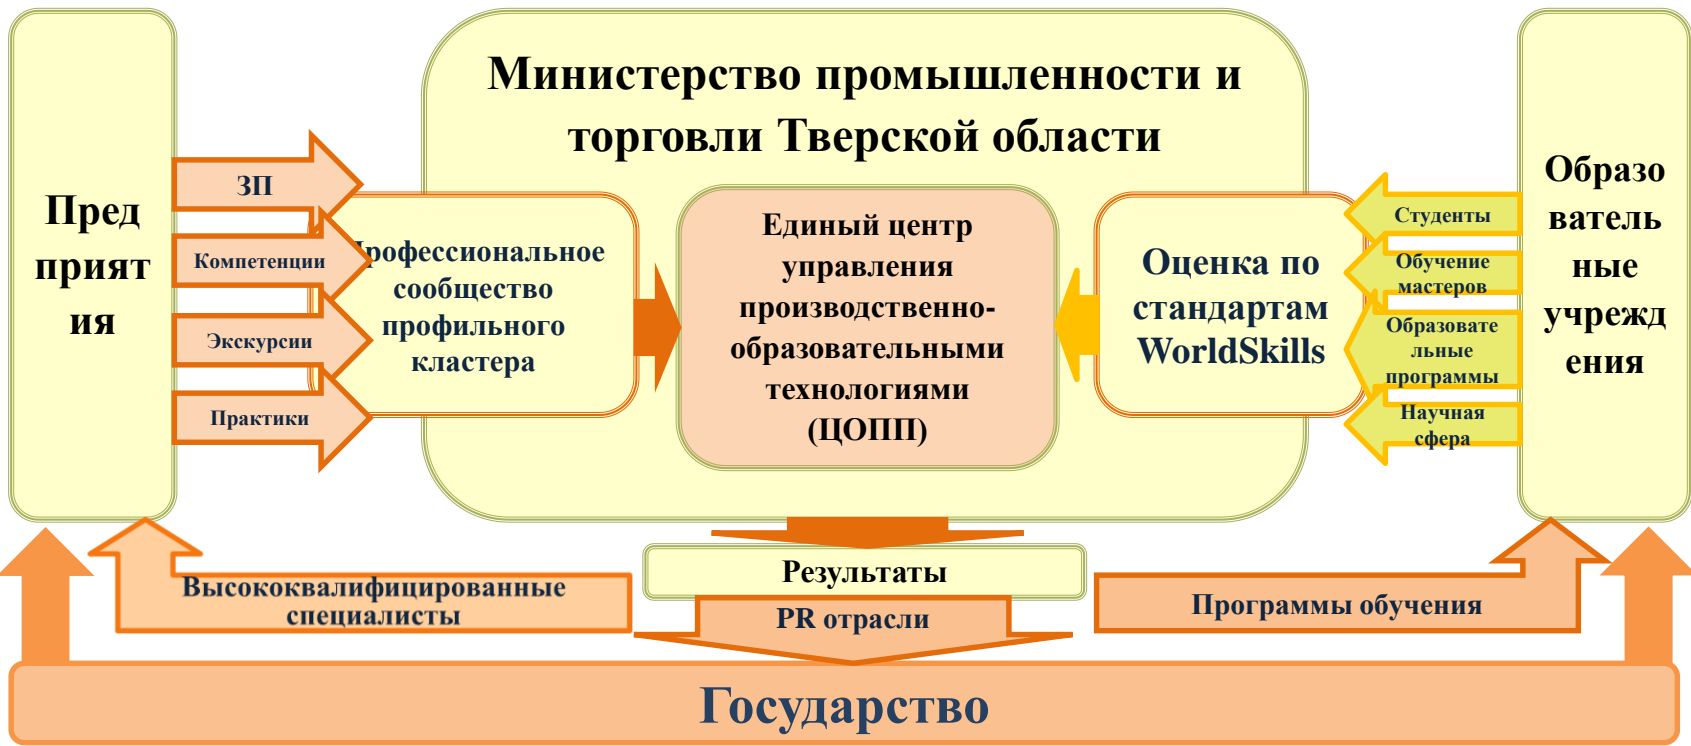 Министерство промышленности и
торговли Тверской области
Пред
прият
ия
ЗП
Компетенции
Экскурсии
Практики
Профессиональное
сообщество
профильного
кластера
Единый центр
управления
производственно-
образовательными
технологиями
(ЦОПП)
Оценка по
стандартам
WorldSkills
Студенты
Обучение
мастеров
Образовате
льные
программы
Научная
сфера
Образо
ватель
ные
учрежд
ения
Результаты
Высококвалифицированные
специалисты
PR отрасли
Программы обучения
Государство